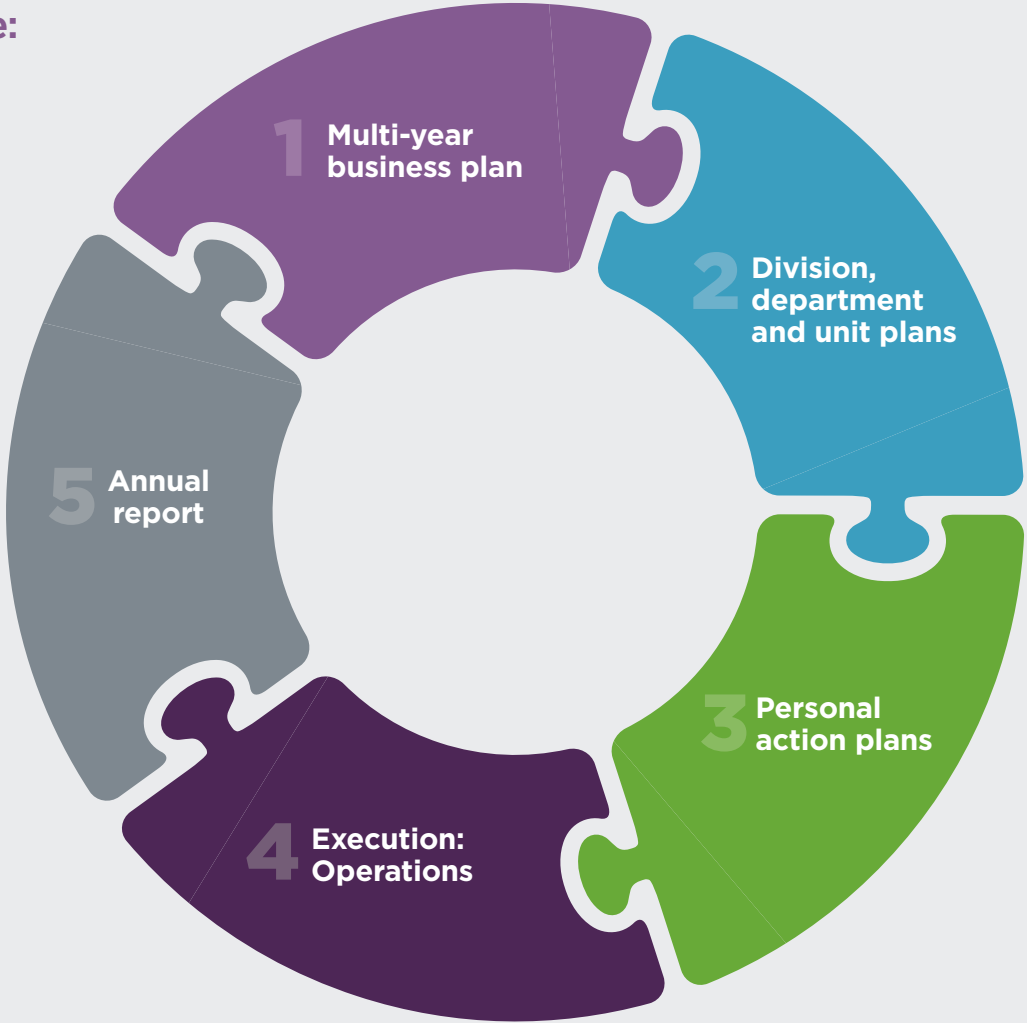 e:
1
Multi-year
business plan
2
Division,
department
and unit plans
3
Personal
action plans
4
Execution:
Operations
5
Annual
report